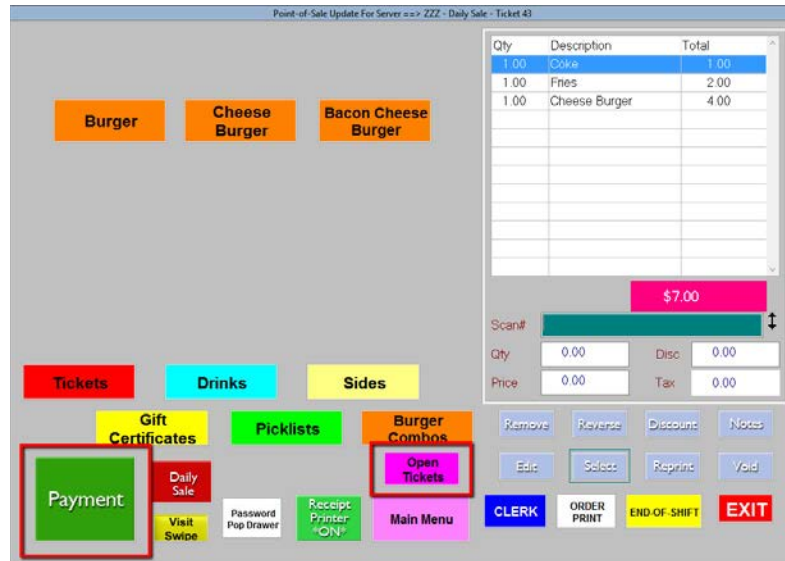 Point-of-Sale Update For Server ==> ZZZ - Daily Sale - Ticket 43
Qty Description Total
1.00 Coke 1.00
1.00 Fries 2.00
1.00 Cheese Burger 4.00
Burger
Cheese
Burger
Bacon Cheese
Burger
$7.00
Scan#
Qty 0.00 Disc 0.00
Price 0.00 Tax 0.00
Tickets
Drinks
Sides
Gift
Certificates
Picklists
Burger
Combos
Remove Reverse Discount Notes
Open
Tickets
Edit Select Reprint Void
Payment
Daily
Sale
Visit
Swipe
Password
Pop Drawer
Receipt
Printer
*ON*
Main Menu
CLERK
ORDER
PRINT
END-OF-SHIFT
EXIT